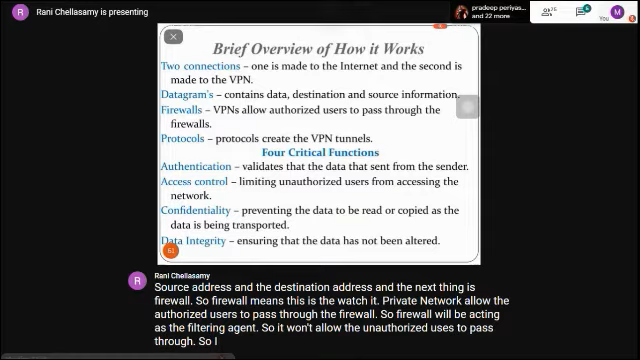 R
Rani Chellasamy is presenting
pradeep periyas...
and 22 more
75
6
You
M
Brief Overview of How it Works
Two connections – one is made to the Internet and the second is
made to the VPN.
Datagram's – contains data, destination and source information.
Firewalls – VPNs allow authorized users to pass through the
firewalls.
Protocols – protocols create the VPN tunnels.
Four Critical Functions
Authentication – validates that the data that sent from the sender.
Access control – limiting unauthorized users from accessing the
network.
Confidentiality – preventing the data to be read or copied as the
data is being transported.
Data Integrity – ensuring that the data has not been altered.
51
R
Rani Chellasamy
Source address and the destination address and the next thing is
firewall. So firewall means this is the watch it. Private Network allow the
authorized users to pass through the firewall. So firewall will be acting
as the filtering agent. So it won't allow the unauthorized uses to pass
through. So I